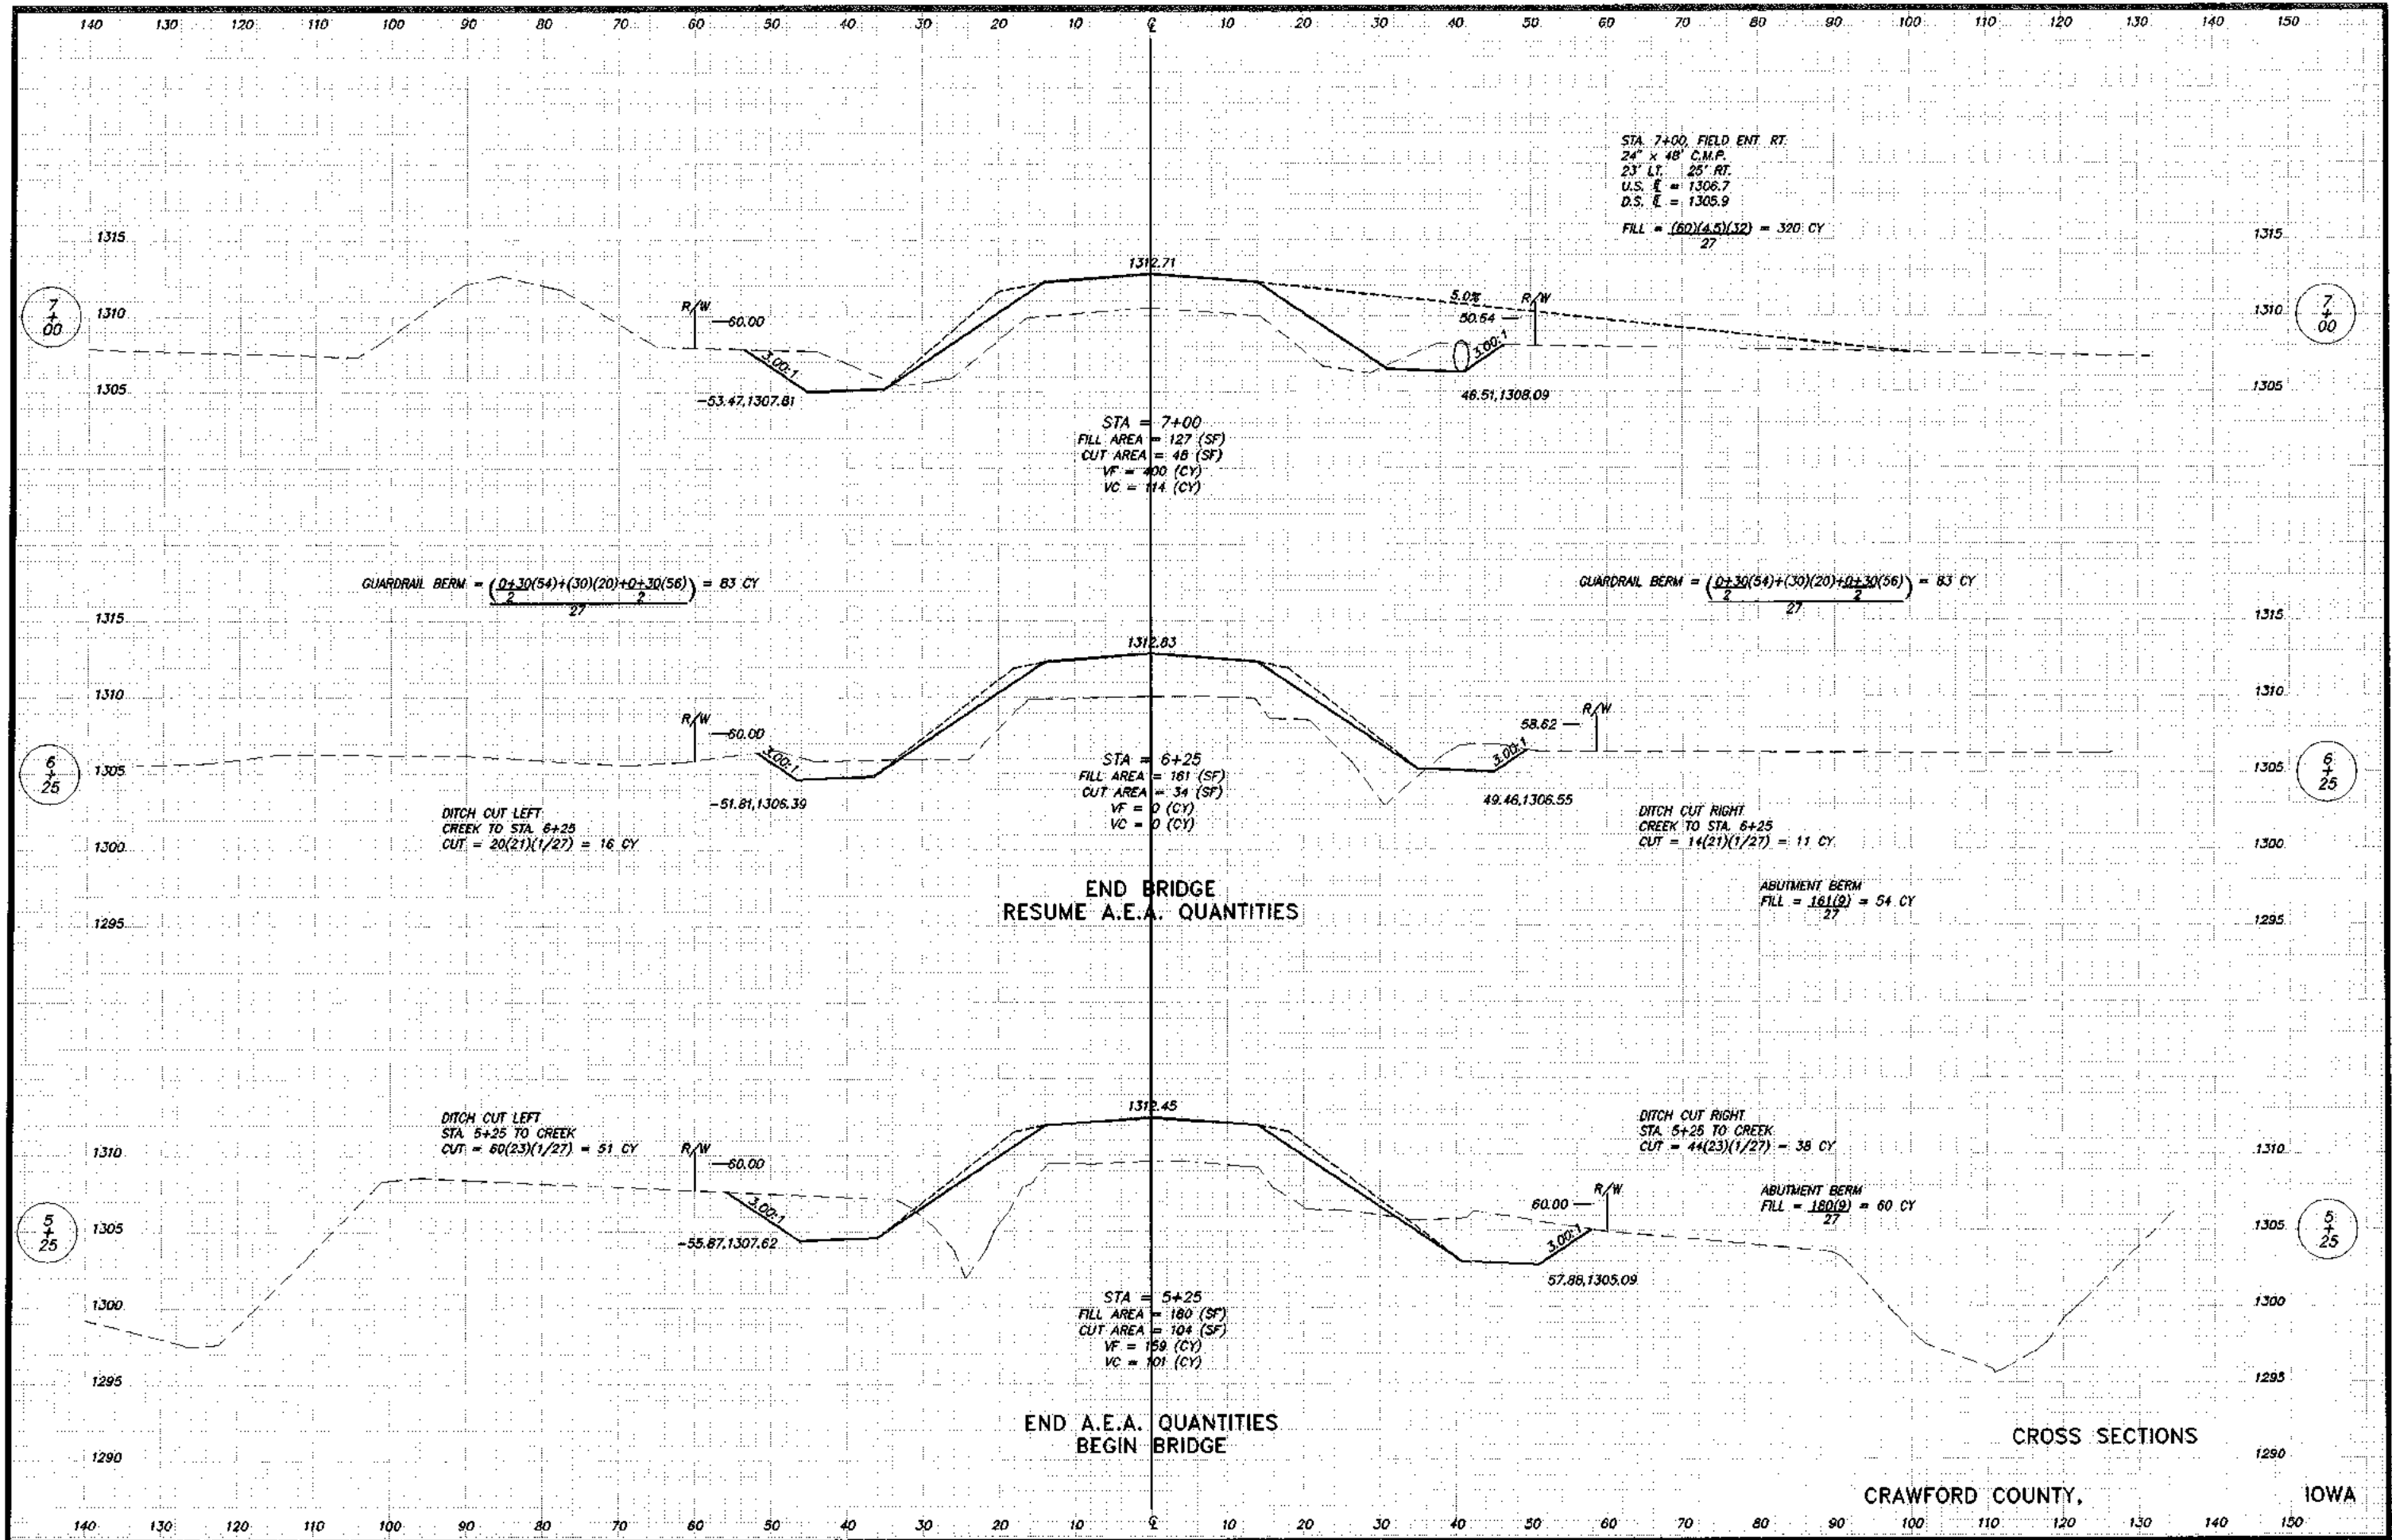 140 130 120 110 100 90 80 70 60 50 40 30 20 10 ℄ 10 20 30 40 50 60 70 80 90 100 110 120 130 140 150
STA. 7+00, FIELD ENT. RT.
24" x 48' C.M.P.
23' LT. 25' RT.
U.S. ℄ = 1306.7
D.S. ℄ = 1305.9
FILL = (60)(4.5)(32) = 320 CY
27
1315
1315
1312.71
7
+
00
1310
R/W
60.00
5.0%
R/W
50.64
1310
7
+
00
3.00:1
3.00:1
1305
1305
-53.47,1307.81
46.51,1308.09
STA = 7+00
FILL AREA = 127 (SF)
CUT AREA = 48 (SF)
VF = 400 (CY)
VC = 114 (CY)
GUARDRAIL BERM = (0+30(54)+(30)(20)+0+30(56)) = 83 CY
2 2
27
GUARDRAIL BERM = (0+30(54)+(30)(20)+0+30(56)) = 83 CY
2 2
27
1315
1315
1312.83
1310
1310
R/W
60.00
58.62
R/W
6
+
25
1305
3.00:1
3.00:1
1305
6
+
25
-51.81,1306.39
49.46,1306.55
STA = 6+25
FILL AREA = 161 (SF)
CUT AREA = 34 (SF)
VF = 0 (CY)
VC = 0 (CY)
DITCH CUT LEFT
CREEK TO STA. 6+25
CUT = 20(21)(1/27) = 16 CY
DITCH CUT RIGHT
CREEK TO STA. 6+25
CUT = 14(21)(1/27) = 11 CY
1300
1300
END BRIDGE
RESUME A.E.A. QUANTITIES
ABUTMENT BERM
FILL = 161(9) = 54 CY
27
1295
1295
1312.45
DITCH CUT LEFT
STA. 5+25 TO CREEK
CUT = 60(23)(1/27) = 51 CY
DITCH CUT RIGHT
STA. 5+25 TO CREEK
CUT = 44(23)(1/27) = 38 CY
1310
R/W
60.00
1310
60.00
R/W
ABUTMENT BERM
FILL = 180(9) = 60 CY
27
5
+
25
1305
3.00:1
3.00:1
1305
5
+
25
-55.87,1307.62
57.88,1305.09
STA = 5+25
FILL AREA = 180 (SF)
CUT AREA = 104 (SF)
VF = 159 (CY)
VC = 101 (CY)
1300
1300
1295
1295
END A.E.A. QUANTITIES
BEGIN BRIDGE
CROSS SECTIONS
1290
1290
CRAWFORD COUNTY, IOWA
140 130 120 110 100 90 80 70 60 50 40 30 20 10 ℄ 10 20 30 40 50 60 70 80 90 100 110 120 130 140 150